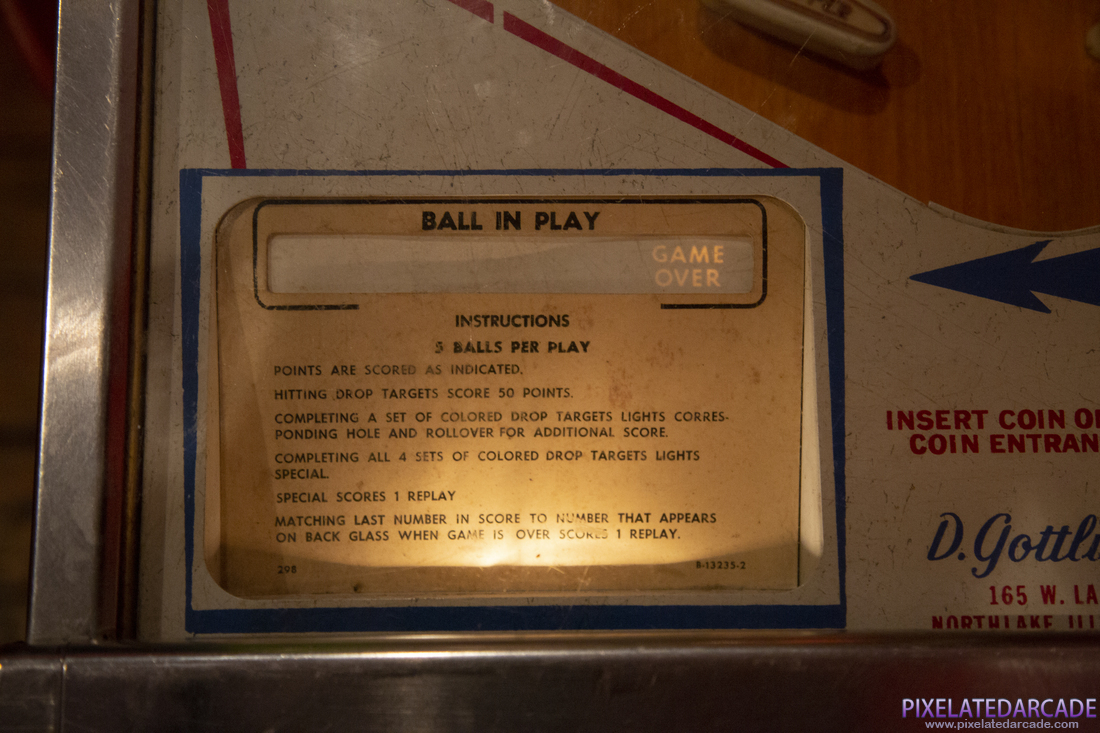 BALL IN PLAY
GAME
OVER
INSTRUCTIONS
5 BALLS PER PLAY
POINTS ARE SCORED AS INDICATED.
HITTING DROP TARGETS SCORE 50 POINTS.
COMPLETING A SET OF COLORED DROP TARGETS LIGHTS CORRES-
PONDING HOLE AND ROLLOVER FOR ADDITIONAL SCORE.
COMPLETING ALL 4 SETS OF COLORED DROP TARGETS LIGHTS
SPECIAL.
SPECIAL SCORES 1 REPLAY
MATCHING LAST NUMBER IN SCORE TO NUMBER THAT APPEARS
ON BACK GLASS WHEN GAME IS OVER SCORES 1 REPLAY.
298 B-13235-2
INSERT COIN
COIN
D.
165 W.
NORTHLAKE
PIXELATEDARCADE
www.pixelatedarcade.com